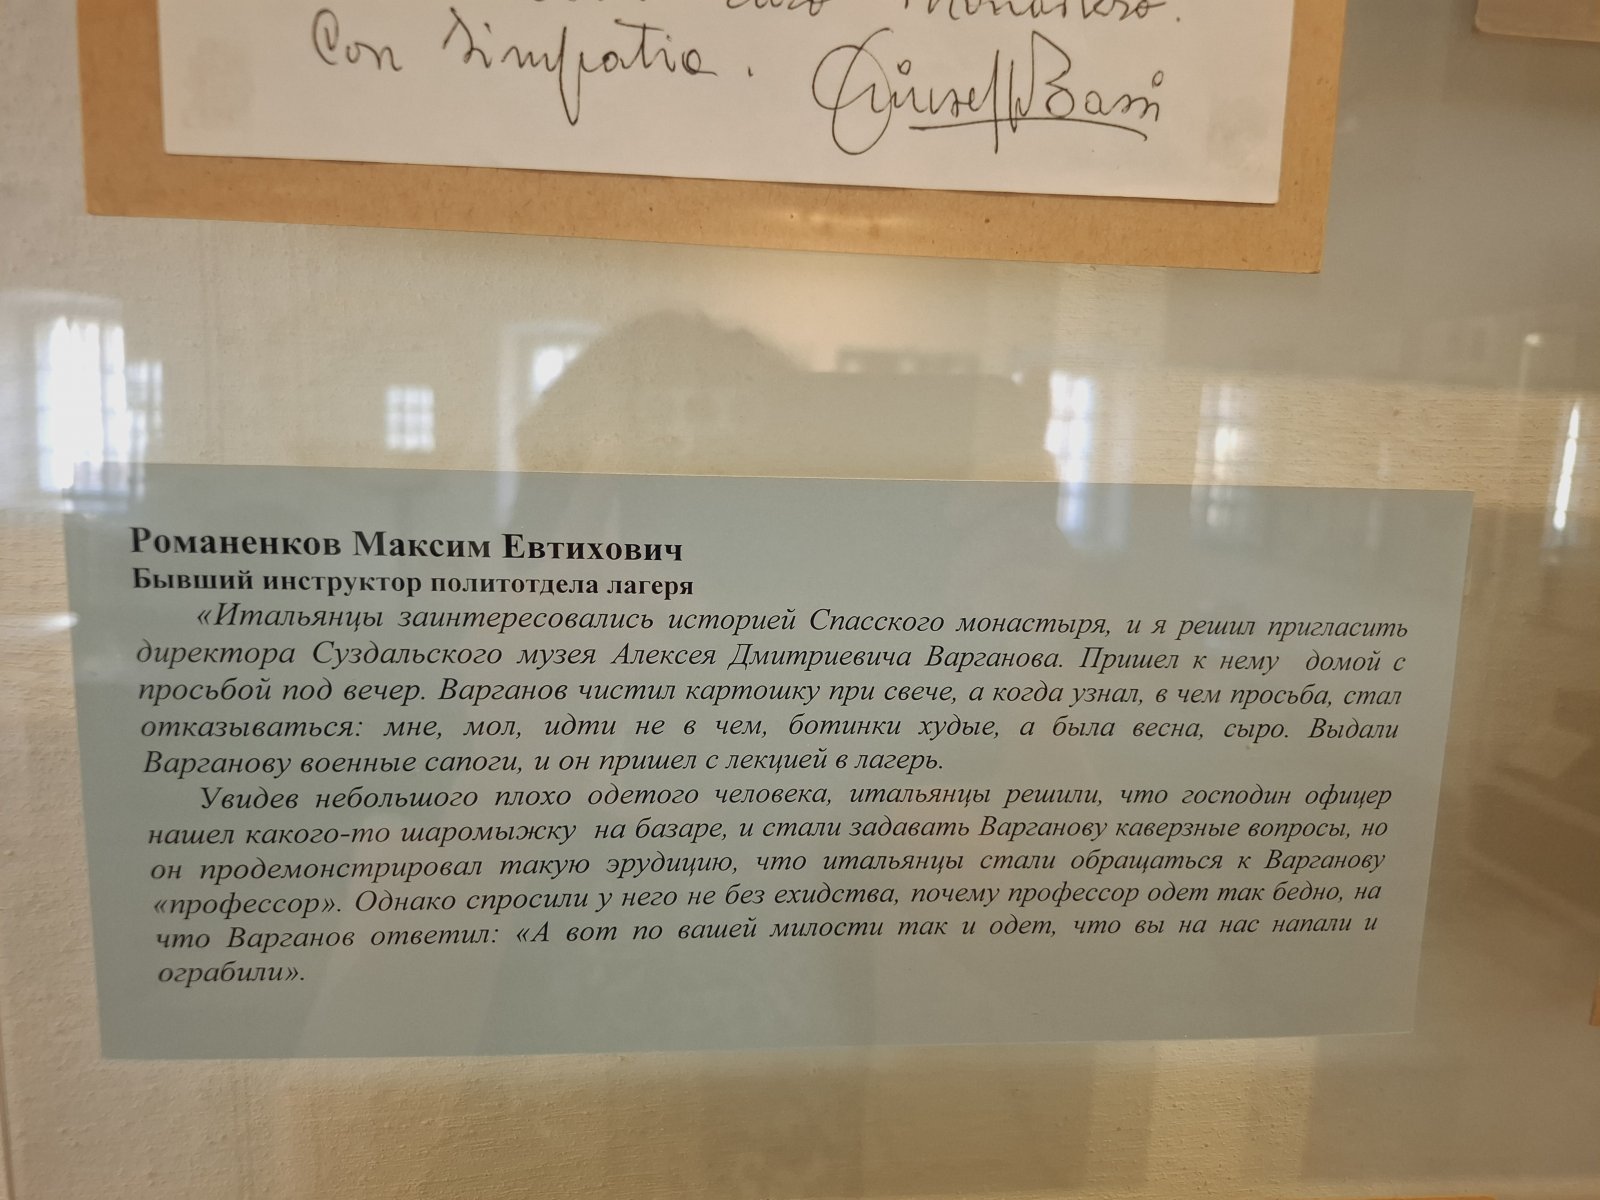 Con simpatia. Giuseppe Bassi
Романенков Максим Евтихович
Бывший инструктор политотдела лагеря
«Итальянцы заинтересовались историей Спасского монастыря, и я решил пригласить
директора Суздальского музея Алексея Дмитриевича Варганова. Пришел к нему домой с
просьбой под вечер. Варганов чистил картошку при свече, а когда узнал, в чем просьба, стал
отказываться: мне, мол, идти не в чем, ботинки худые, а была весна, сыро. Выдали
Варганову военные сапоги, и он пришел с лекцией в лагерь.
Увидев небольшого плохо одетого человека, итальянцы решили, что господин офицер
нашел какого-то шаромыжку на базаре, и стали задавать Варганову каверзные вопросы, но
он продемонстрировал такую эрудицию, что итальянцы стали обращаться к Варганову
«профессор». Однако спросили у него не без ехидства, почему профессор одет так бедно, на
что Варганов ответил: «А вот по вашей милости так и одет, что вы на нас напали и
ограбили».